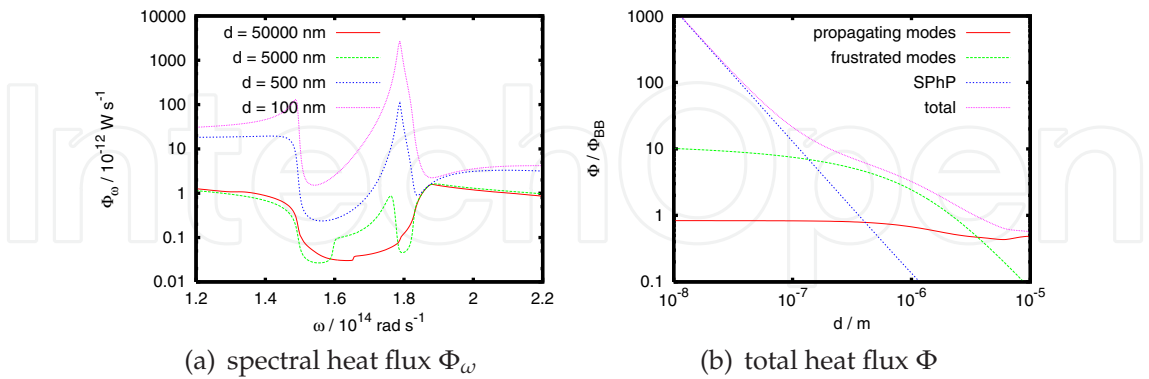 10000
1000
100
10
1
0.1
0.01
Φω / 10-12 W s-1
d = 50000 nm
d = 5000 nm
d = 500 nm
d = 100 nm
1.2 1.4 1.6 1.8 2 2.2
ω / 1014 rad s-1
(a) spectral heat flux Φω
1000
100
10
1
0.1
Φ / ΦBB
propagating modes
frustrated modes
SPhP
total
10-8 10-7 10-6 10-5
d / m
(b) total heat flux Φ
IntechOpen